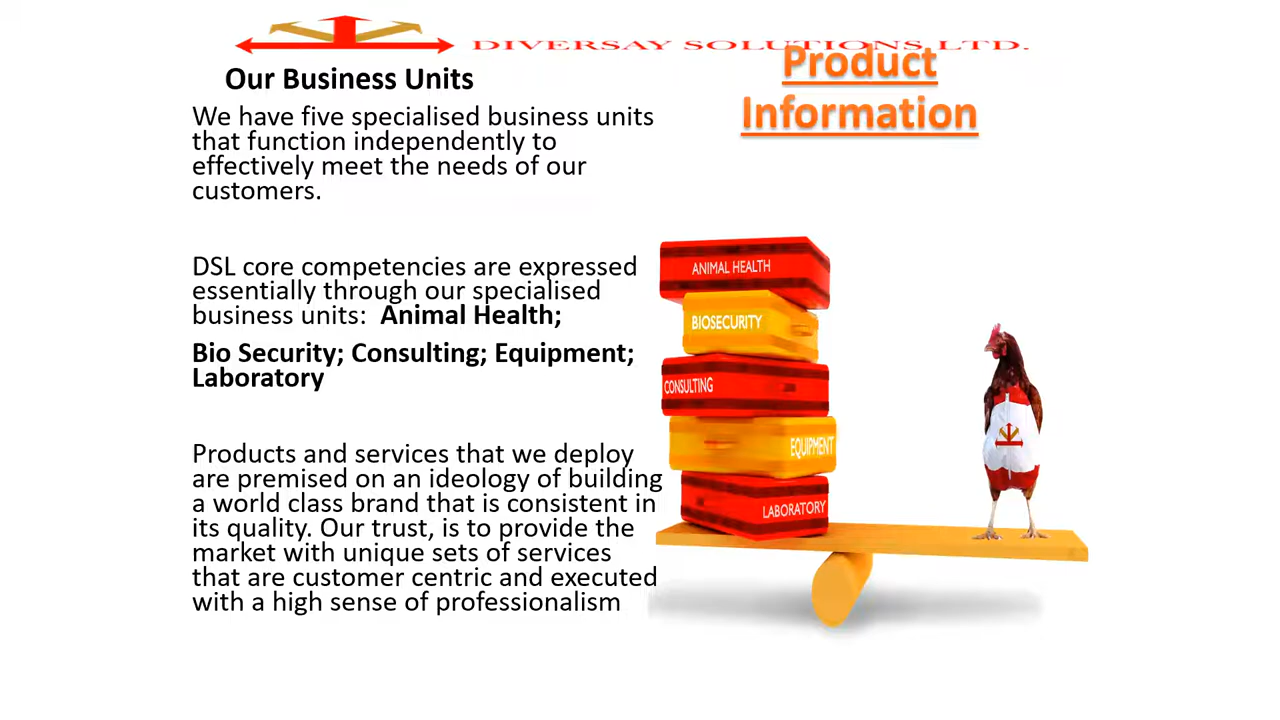 DIVERSAY SOLUTIONS LTD.
Our Business Units
We have five specialised business units
that function independently to
effectively meet the needs of our
customers.
DSL core competencies are expressed
essentially through our specialised
business units: Animal Health;
Bio Security; Consulting; Equipment;
Laboratory
Products and services that we deploy
are premised on an ideology of building
a world class brand that is consistent in
its quality. Our trust, is to provide the
market with unique sets of services
that are customer centric and executed
with a high sense of professionalism
Product
Information
ANIMAL HEALTH
BIOSECURITY
CONSULTING
EQUIPMENT
LABORATORY